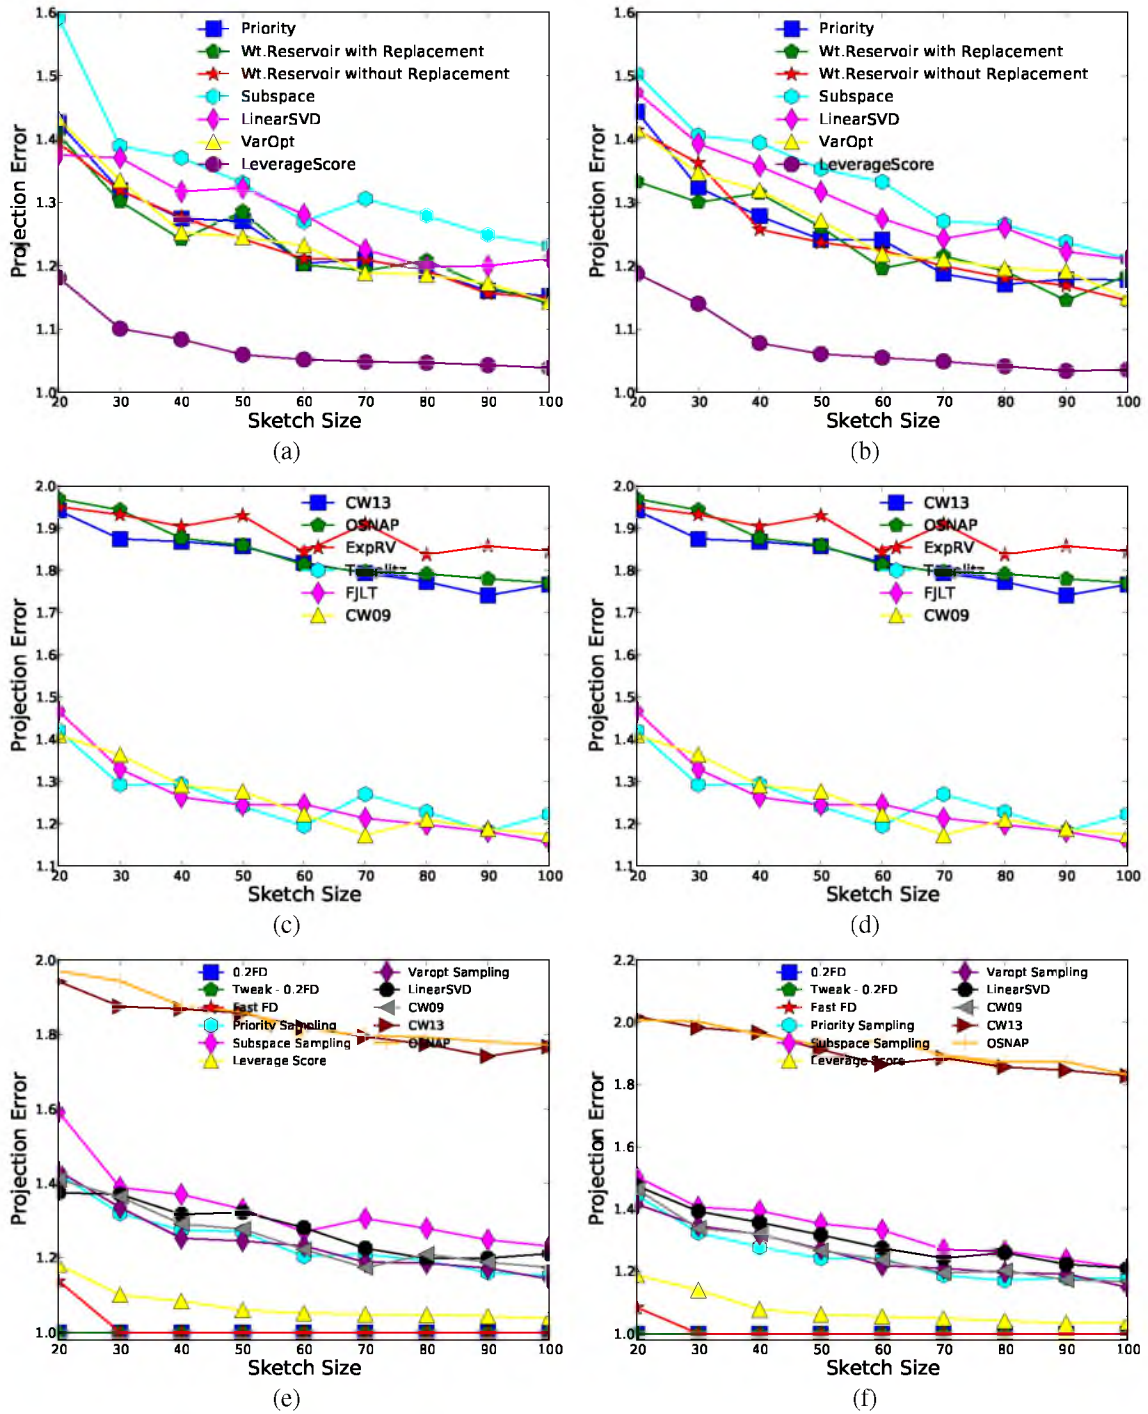 Projection Error
1.6
1.5
1.4
1.3
1.2
1.1
1.0
Priority
Wt.Reservoir with Replacement
Wt.Reservoir without Replacement
Subspace
LinearSVD
VarOpt
LeverageScore
20 30 40 50 60 70 80 90 100
Sketch Size
(a)
Projection Error
1.6
1.5
1.4
1.3
1.2
1.1
1.0
Priority
Wt.Reservoir with Replacement
Wt.Reservoir without Replacement
Subspace
LinearSVD
VarOpt
LeverageScore
20 30 40 50 60 70 80 90 100
Sketch Size
(b)
Projection Error
2.0
1.9
1.8
1.7
1.6
1.5
1.4
1.3
1.2
1.1
CW13
OSNAP
ExpRV
Toeplitz
FJLT
CW09
20 30 40 50 60 70 80 90 100
Sketch Size
(c)
Projection Error
2.0
1.9
1.8
1.7
1.6
1.5
1.4
1.3
1.2
1.1
CW13
OSNAP
ExpRV
Toeplitz
FJLT
CW09
20 30 40 50 60 70 80 90 100
Sketch Size
(d)
Projection Error
2.0
1.8
1.6
1.4
1.2
1.0
0.2FD
Tweak - 0.2FD
Fast FD
Priority Sampling
Subspace Sampling
Leverage Score
Varopt Sampling
LinearSVD
CW09
CW13
OSNAP
20 30 40 50 60 70 80 90 100
Sketch Size
(e)
Projection Error
2.2
2.0
1.8
1.6
1.4
1.2
1.0
0.2FD
Tweak - 0.2FD
Fast FD
Priority Sampling
Subspace Sampling
Leverage Score
Varopt Sampling
LinearSVD
CW09
CW13
OSNAP
20 30 40 50 60 70 80 90 100
Sketch Size
(f)